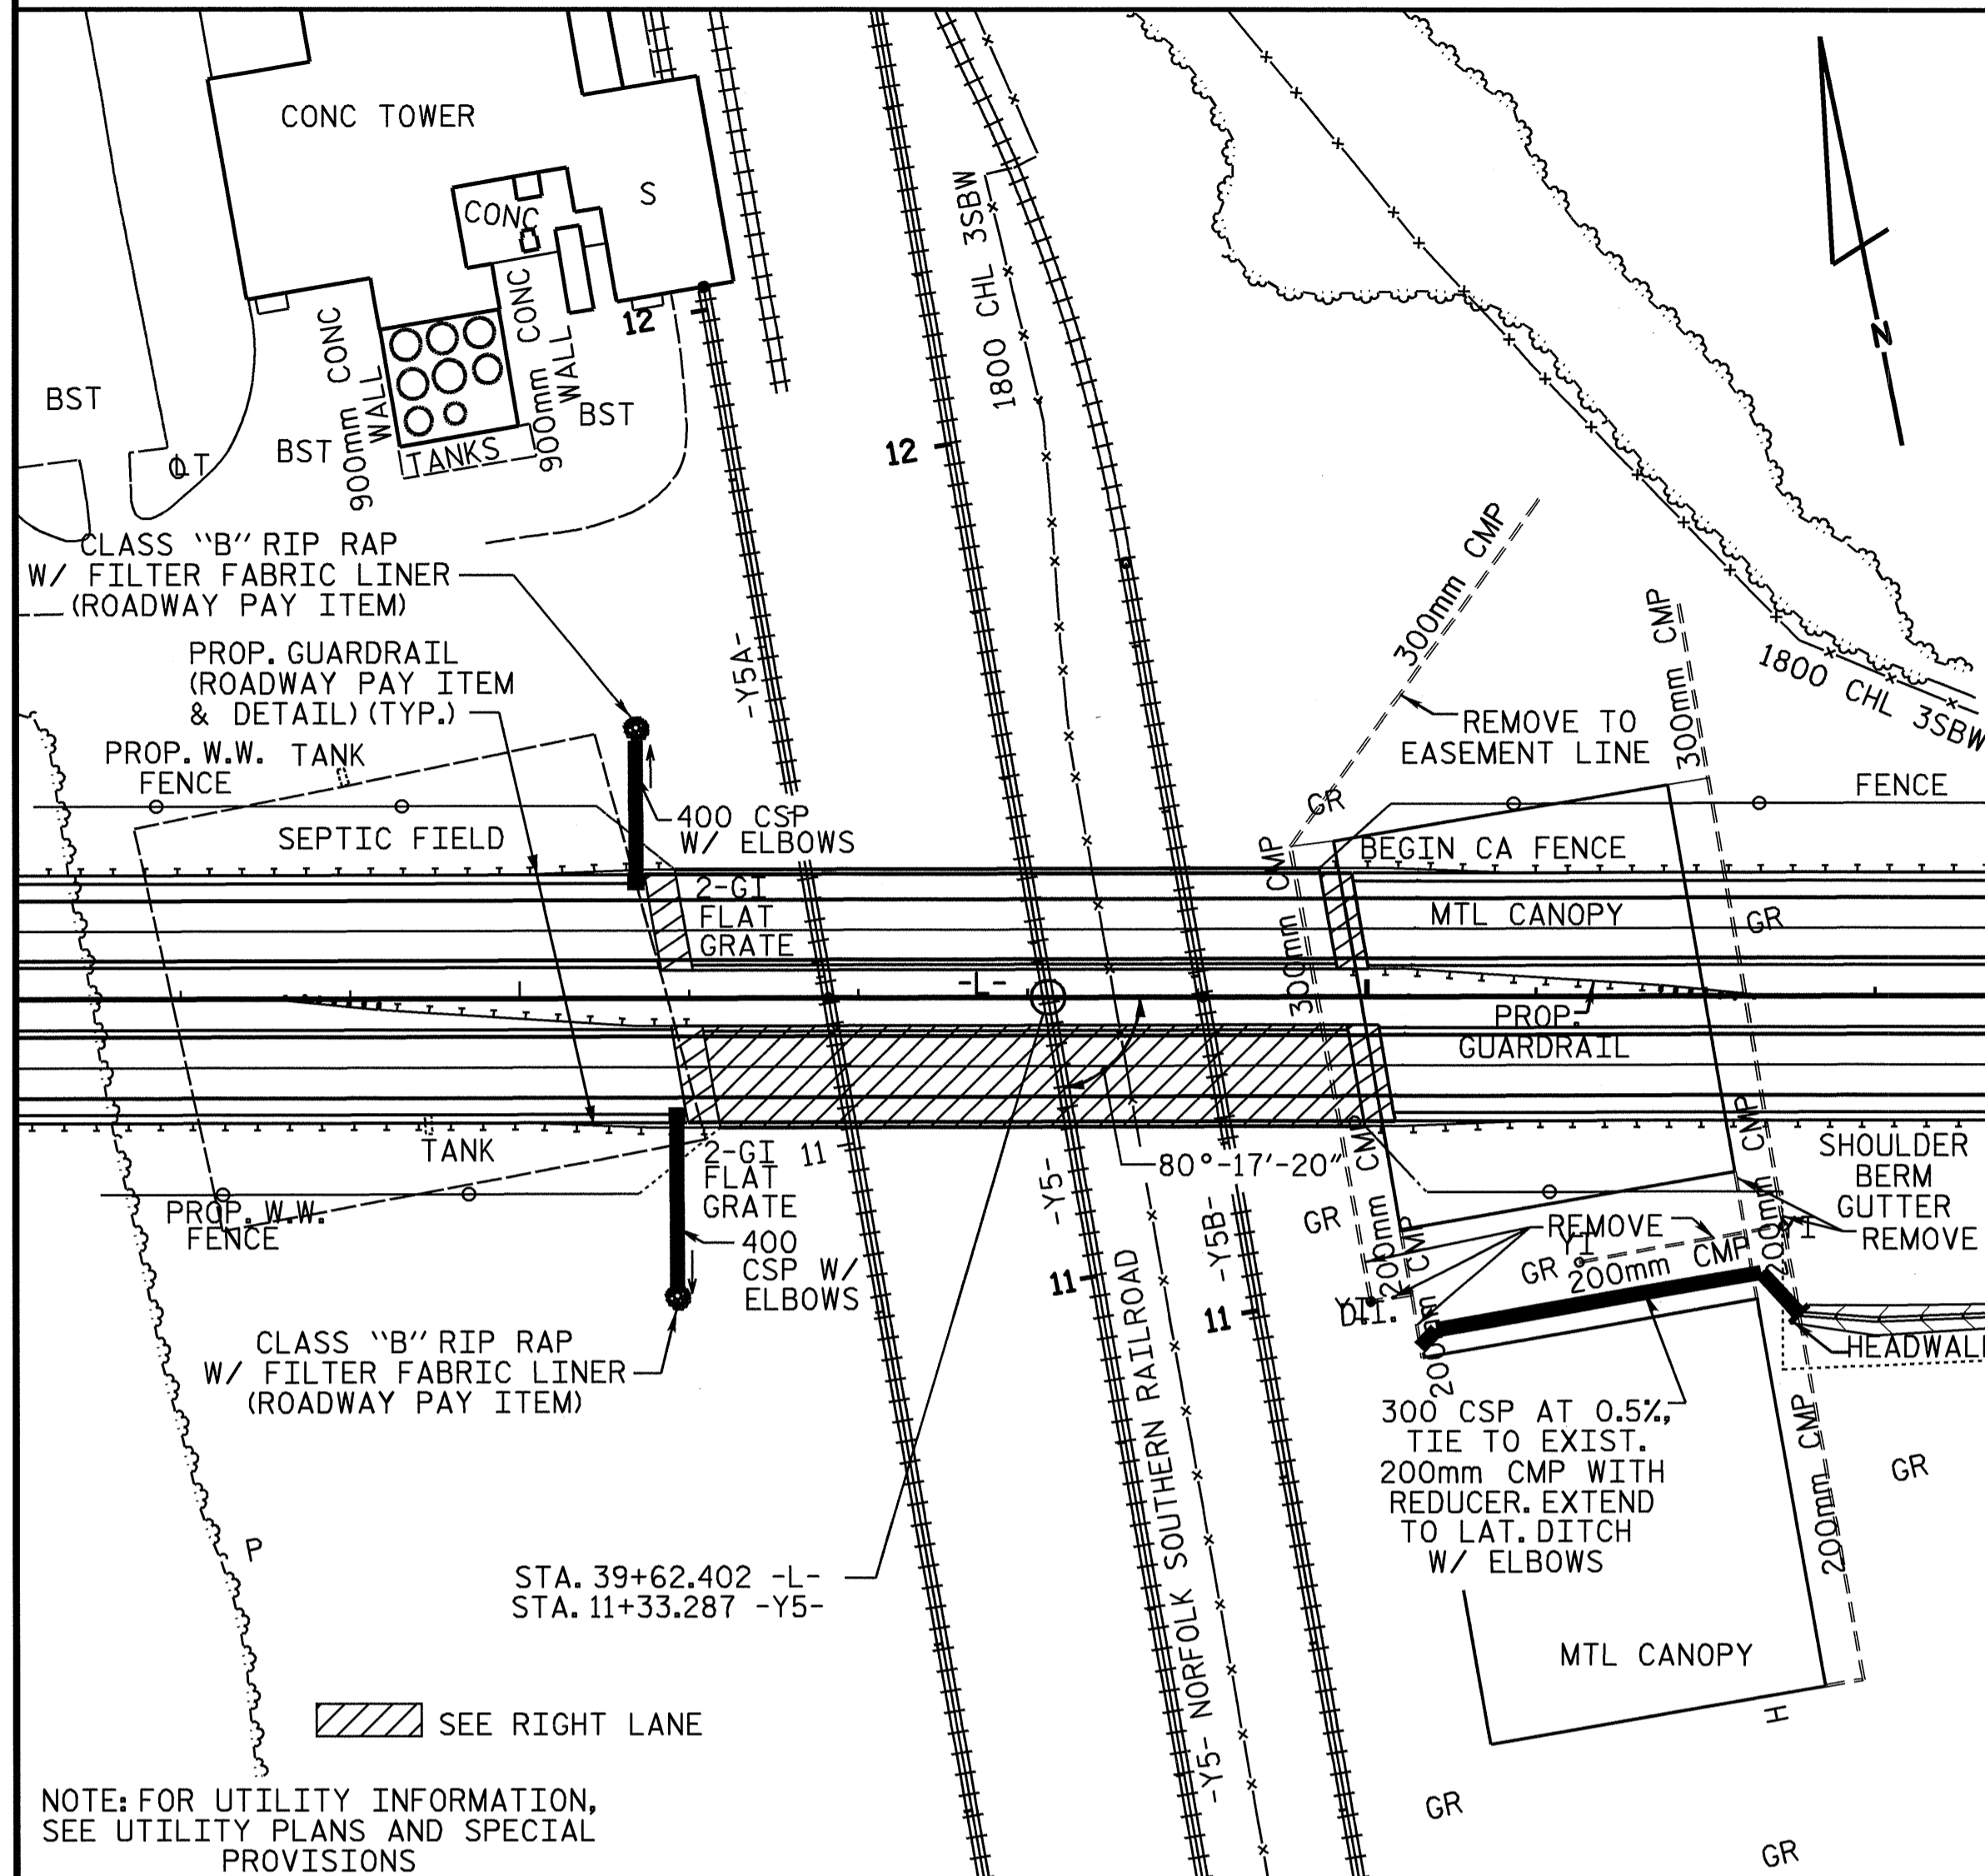 CONC TOWER
S
CONC
900mm CONC
WALL
900mm CONC
WALL
TANKS
BST
BST
BST
LT
12
12
1800 CHL 3SBW
N
CLASS "B" RIP RAP
W/ FILTER FABRIC LINER
(ROADWAY PAY ITEM)
PROP. GUARDRAIL
(ROADWAY PAY ITEM
& DETAIL) (TYP.)
-Y5A-
300mm CMP
300mm CMP
1800 CHL 3SBW
REMOVE TO
EASEMENT LINE
PROP. W.W.
FENCE
TANK
SEPTIC FIELD
400 CSP
W/ ELBOWS
GR
FENCE
BEGIN CA FENCE
2-GI
FLAT
GRATE
300mm CMP
MTL CANOPY
GR
-L-
PROP.
GUARDRAIL
TANK
2-GI
FLAT
GRATE
11
-Y5-
80°-17'-20"
SHOULDER
BERM
GUTTER
REMOVE
PROP. W.W.
FENCE
400
CSP W/
ELBOWS
11
-Y5B-
11
GR
200mm CMP
CMP
REMOVE
YI
GR
200mm CMP
200mm CMP
YI
DI.
200mm
HEADWALL
CLASS "B" RIP RAP
W/ FILTER FABRIC LINER
(ROADWAY PAY ITEM)
300 CSP AT 0.5%,
TIE TO EXIST.
200mm CMP WITH
REDUCER. EXTEND
TO LAT. DITCH
W/ ELBOWS
200mm CMP
GR
P
STA. 39+62.402 -L-
STA. 11+33.287 -Y5-
-Y5- NORFOLK SOUTHERN RAILROAD
MTL CANOPY
H
SEE RIGHT LANE
GR
GR
NOTE: FOR UTILITY INFORMATION,
SEE UTILITY PLANS AND SPECIAL
PROVISIONS